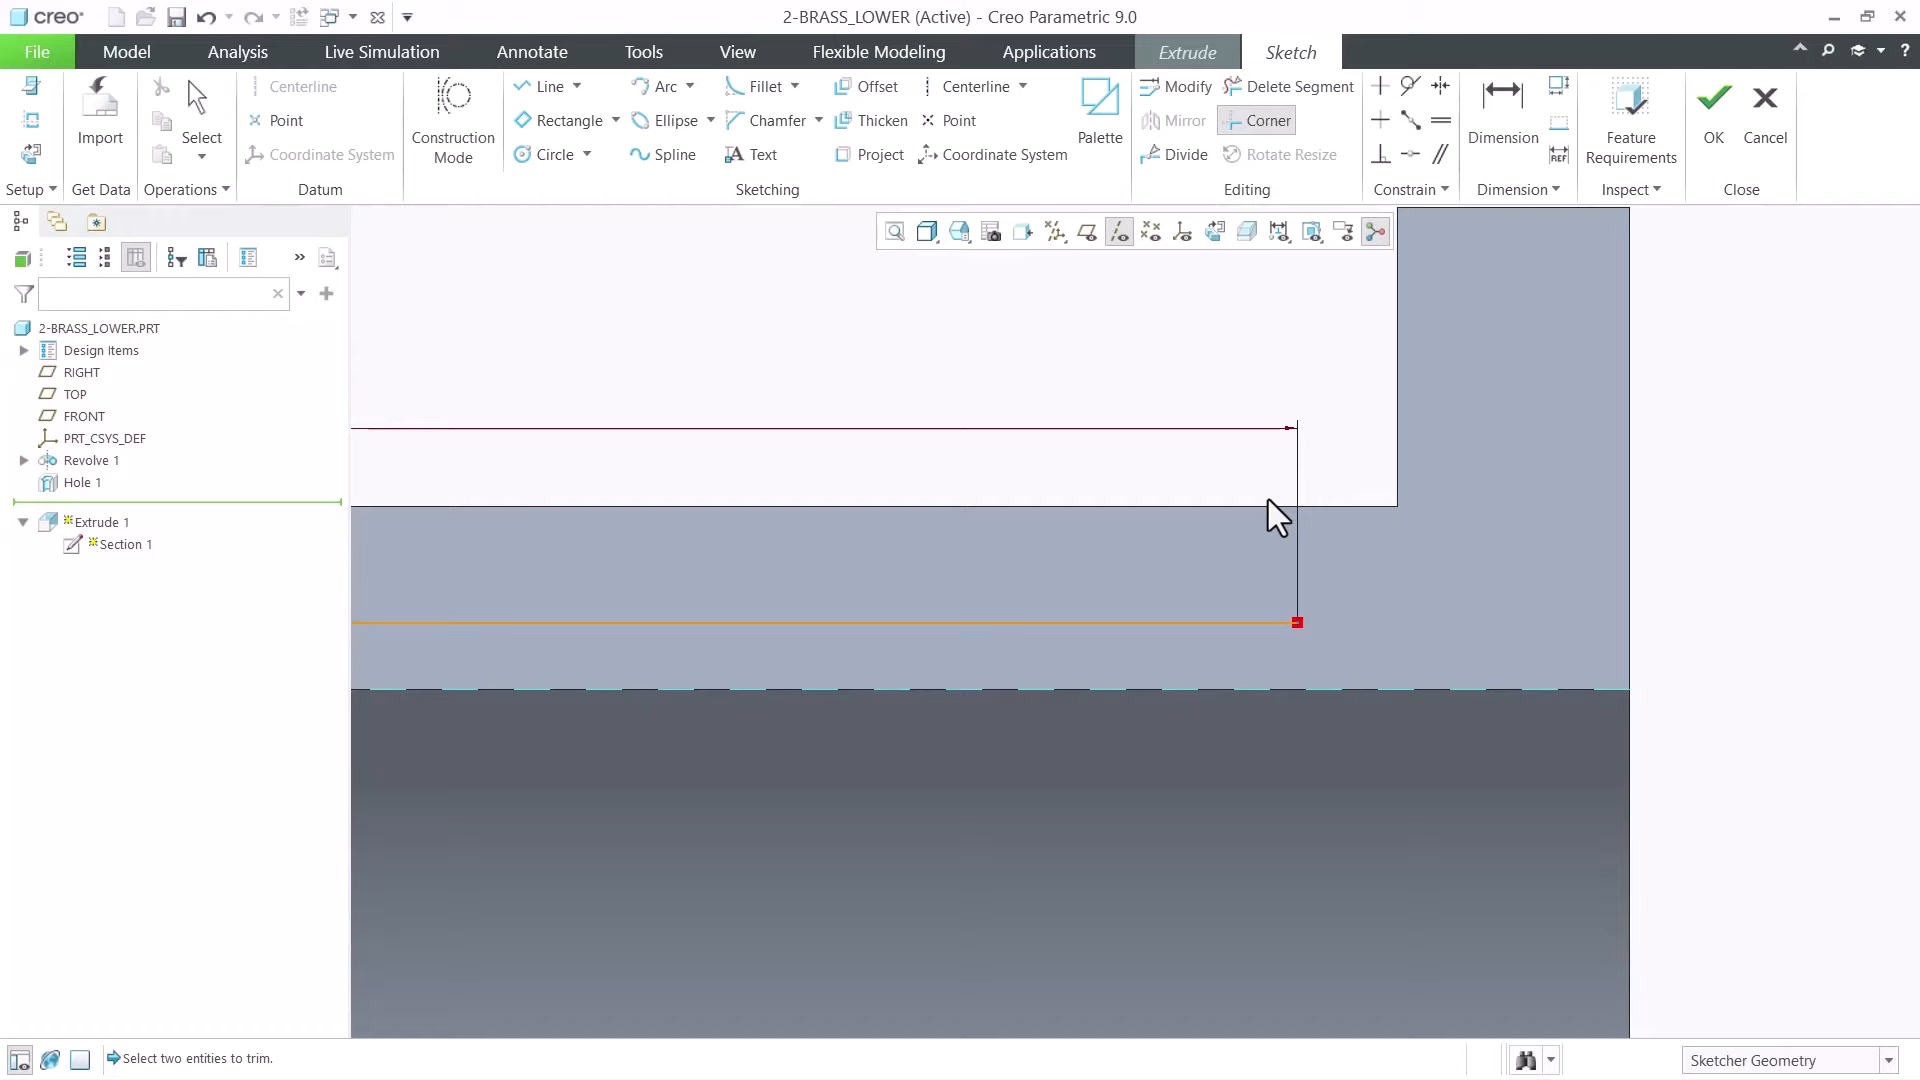 creo
2-BRASS_LOWER (Active) - Creo Parametric 9.0
File Model Analysis Live Simulation Annotate Tools View Flexible Modeling Applications Extrude Sketch
Centerline Line Arc Fillet Offset Centerline Modify Delete Segment
Point Rectangle Ellipse Chamfer Thicken Point Mirror Corner
Import Select Construction Mode Palette Dimension Feature Requirements OK Cancel
Coordinate System Circle Spline Text Project Coordinate System Divide Rotate Resize
REF
Setup Get Data Operations Datum Sketching Editing Constrain Dimension Inspect Close
2-BRASS_LOWER.PRT
Design Items
RIGHT
TOP
FRONT
PRT_CSYS_DEF
Revolve 1
Hole 1
Extrude 1
Section 1
Select two entities to trim.
Sketcher Geometry